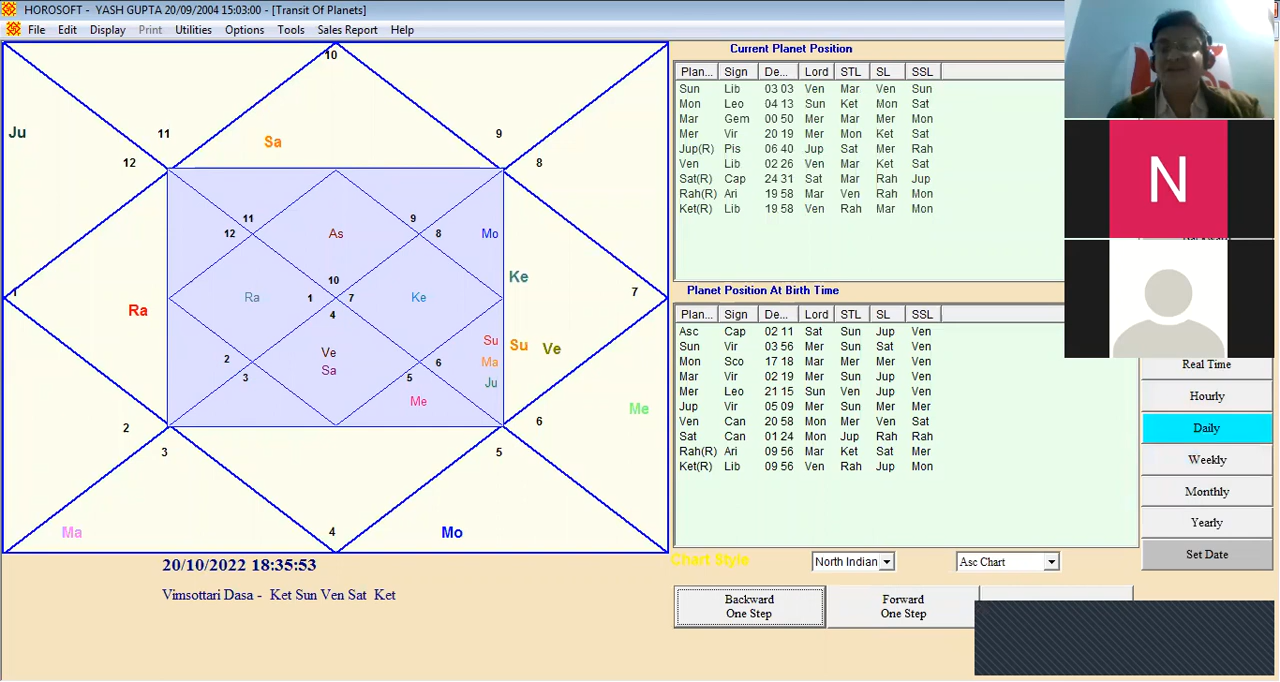 HOROSOFT - YASH GUPTA 20/09/2004 15:03:00 - [Transit Of Planets]
File Edit Display Print Utilities Options Tools Sales Report Help
10
Ju
11
Sa
9
12
8
11
9
12
As
8
Mo
10
Ke
1
Ra
Ra
1
7
Ke
7
4
Su
Su
Ve
Ve
2
6
Ma
Sa
3
5
Ju
Me
Me
2
6
3
5
Ma
4
Mo
20/10/2022 18:35:53
Vimsottari Dasa - Ket Sun Ven Sat Ket
Current Planet Position
Plan... Sign De... Lord STL SL SSL
Sun Lib 03 03 Ven Mar Ven Sun
Mon Leo 04 13 Sun Ket Mon Sat
Mar Gem 00 50 Mer Mar Mer Mon
Mer Vir 20 19 Mer Mon Ket Sat
Jup(R) Pis 06 40 Jup Sat Mer Rah
Ven Lib 02 26 Ven Mar Ket Sat
Sat(R) Cap 24 31 Sat Mar Rah Jup
Rah(R) Ari 19 58 Mar Ven Rah Mon
Ket(R) Lib 19 58 Ven Rah Mar Mon
Planet Position At Birth Time
Plan... Sign De... Lord STL SL SSL
Asc Cap 02 11 Sat Sun Jup Ven
Sun Vir 03 56 Mer Sun Sat Ven
Mon Sco 17 18 Mar Mer Mer Ven
Mar Vir 02 19 Mer Sun Jup Ven
Mer Leo 21 15 Sun Ven Jup Ven
Jup Vir 05 09 Mer Sun Mer Mer
Ven Can 20 58 Mon Mer Ven Sat
Sat Can 01 24 Mon Jup Rah Rah
Rah(R) Ari 09 56 Mar Ket Sat Mer
Ket(R) Lib 09 56 Ven Rah Jup Mon
Chart Style
North Indian
Asc Chart
Backward
One Step
Forward
One Step
N
Real Time
Hourly
Daily
Weekly
Monthly
Yearly
Set Date